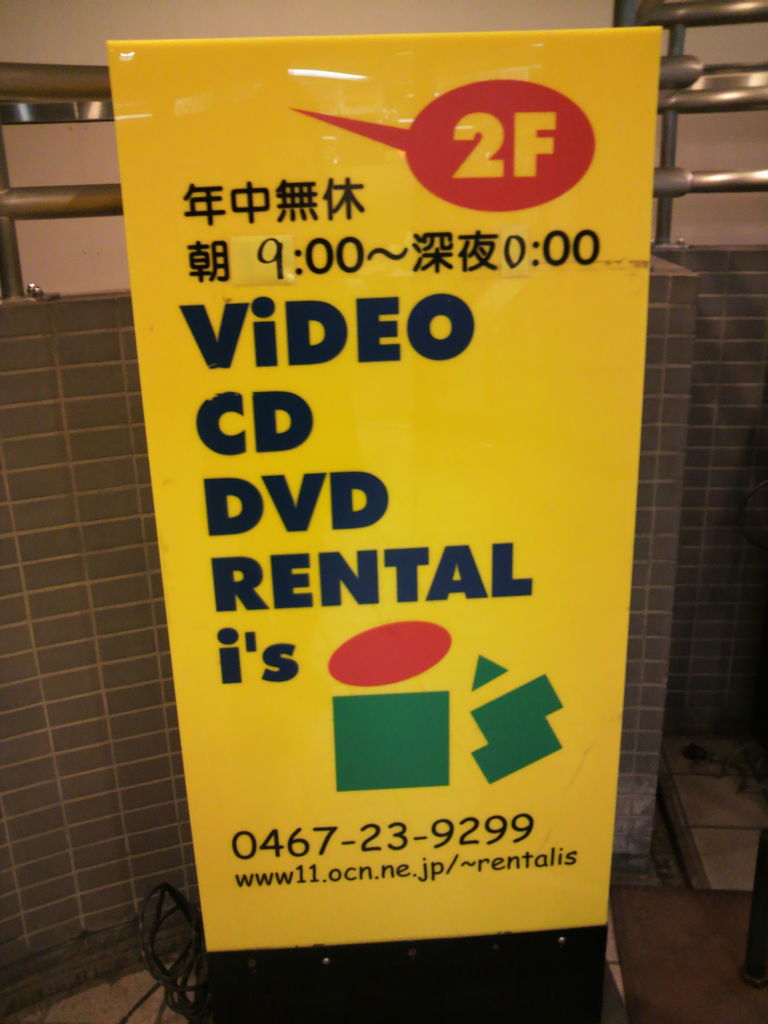 2F
年中無休
朝 9:00～深夜0:00
ViDEO
CD
DVD
RENTAL
i's
0467-23-9299
www11.ocn.ne.jp/~rentalis